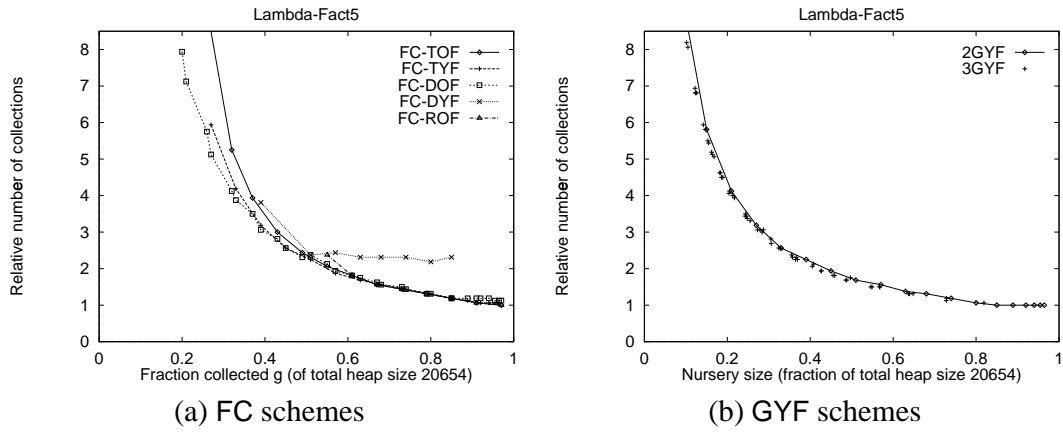 Lambda-Fact5
Relative number of collections
8
7
6
5
4
3
2
1
0
FC-TOF
FC-TYF
FC-DOF
FC-DYF
FC-ROF
0 0.2 0.4 0.6 0.8 1
Fraction collected g (of total heap size 20654)
(a) FC schemes
Lambda-Fact5
Relative number of collections
8
7
6
5
4
3
2
1
0
2GYF
3GYF
0 0.2 0.4 0.6 0.8 1
Nursery size (fraction of total heap size 20654)
(b) GYF schemes